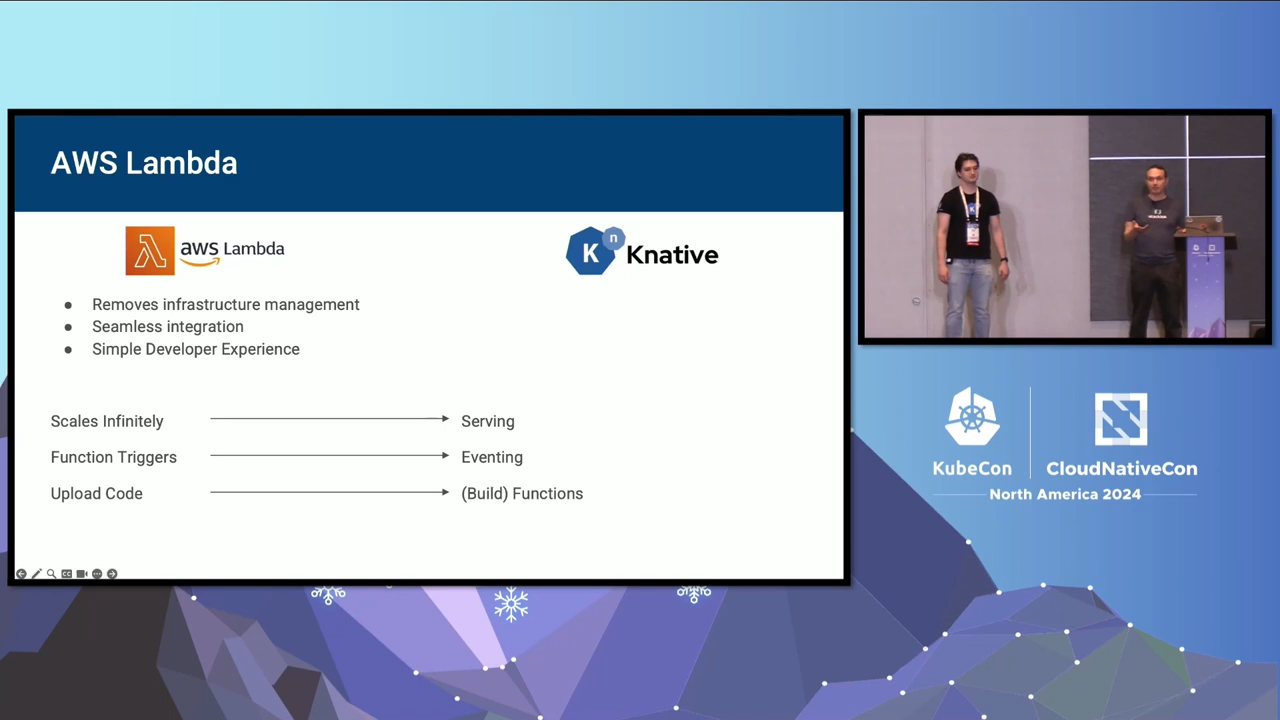 AWS Lambda
aws Lambda
K n Knative
● Removes infrastructure management
● Seamless integration
● Simple Developer Experience
Scales Infinitely
Serving
Function Triggers
Eventing
Upload Code
(Build) Functions
KubeCon
CloudNativeCon
North America 2024